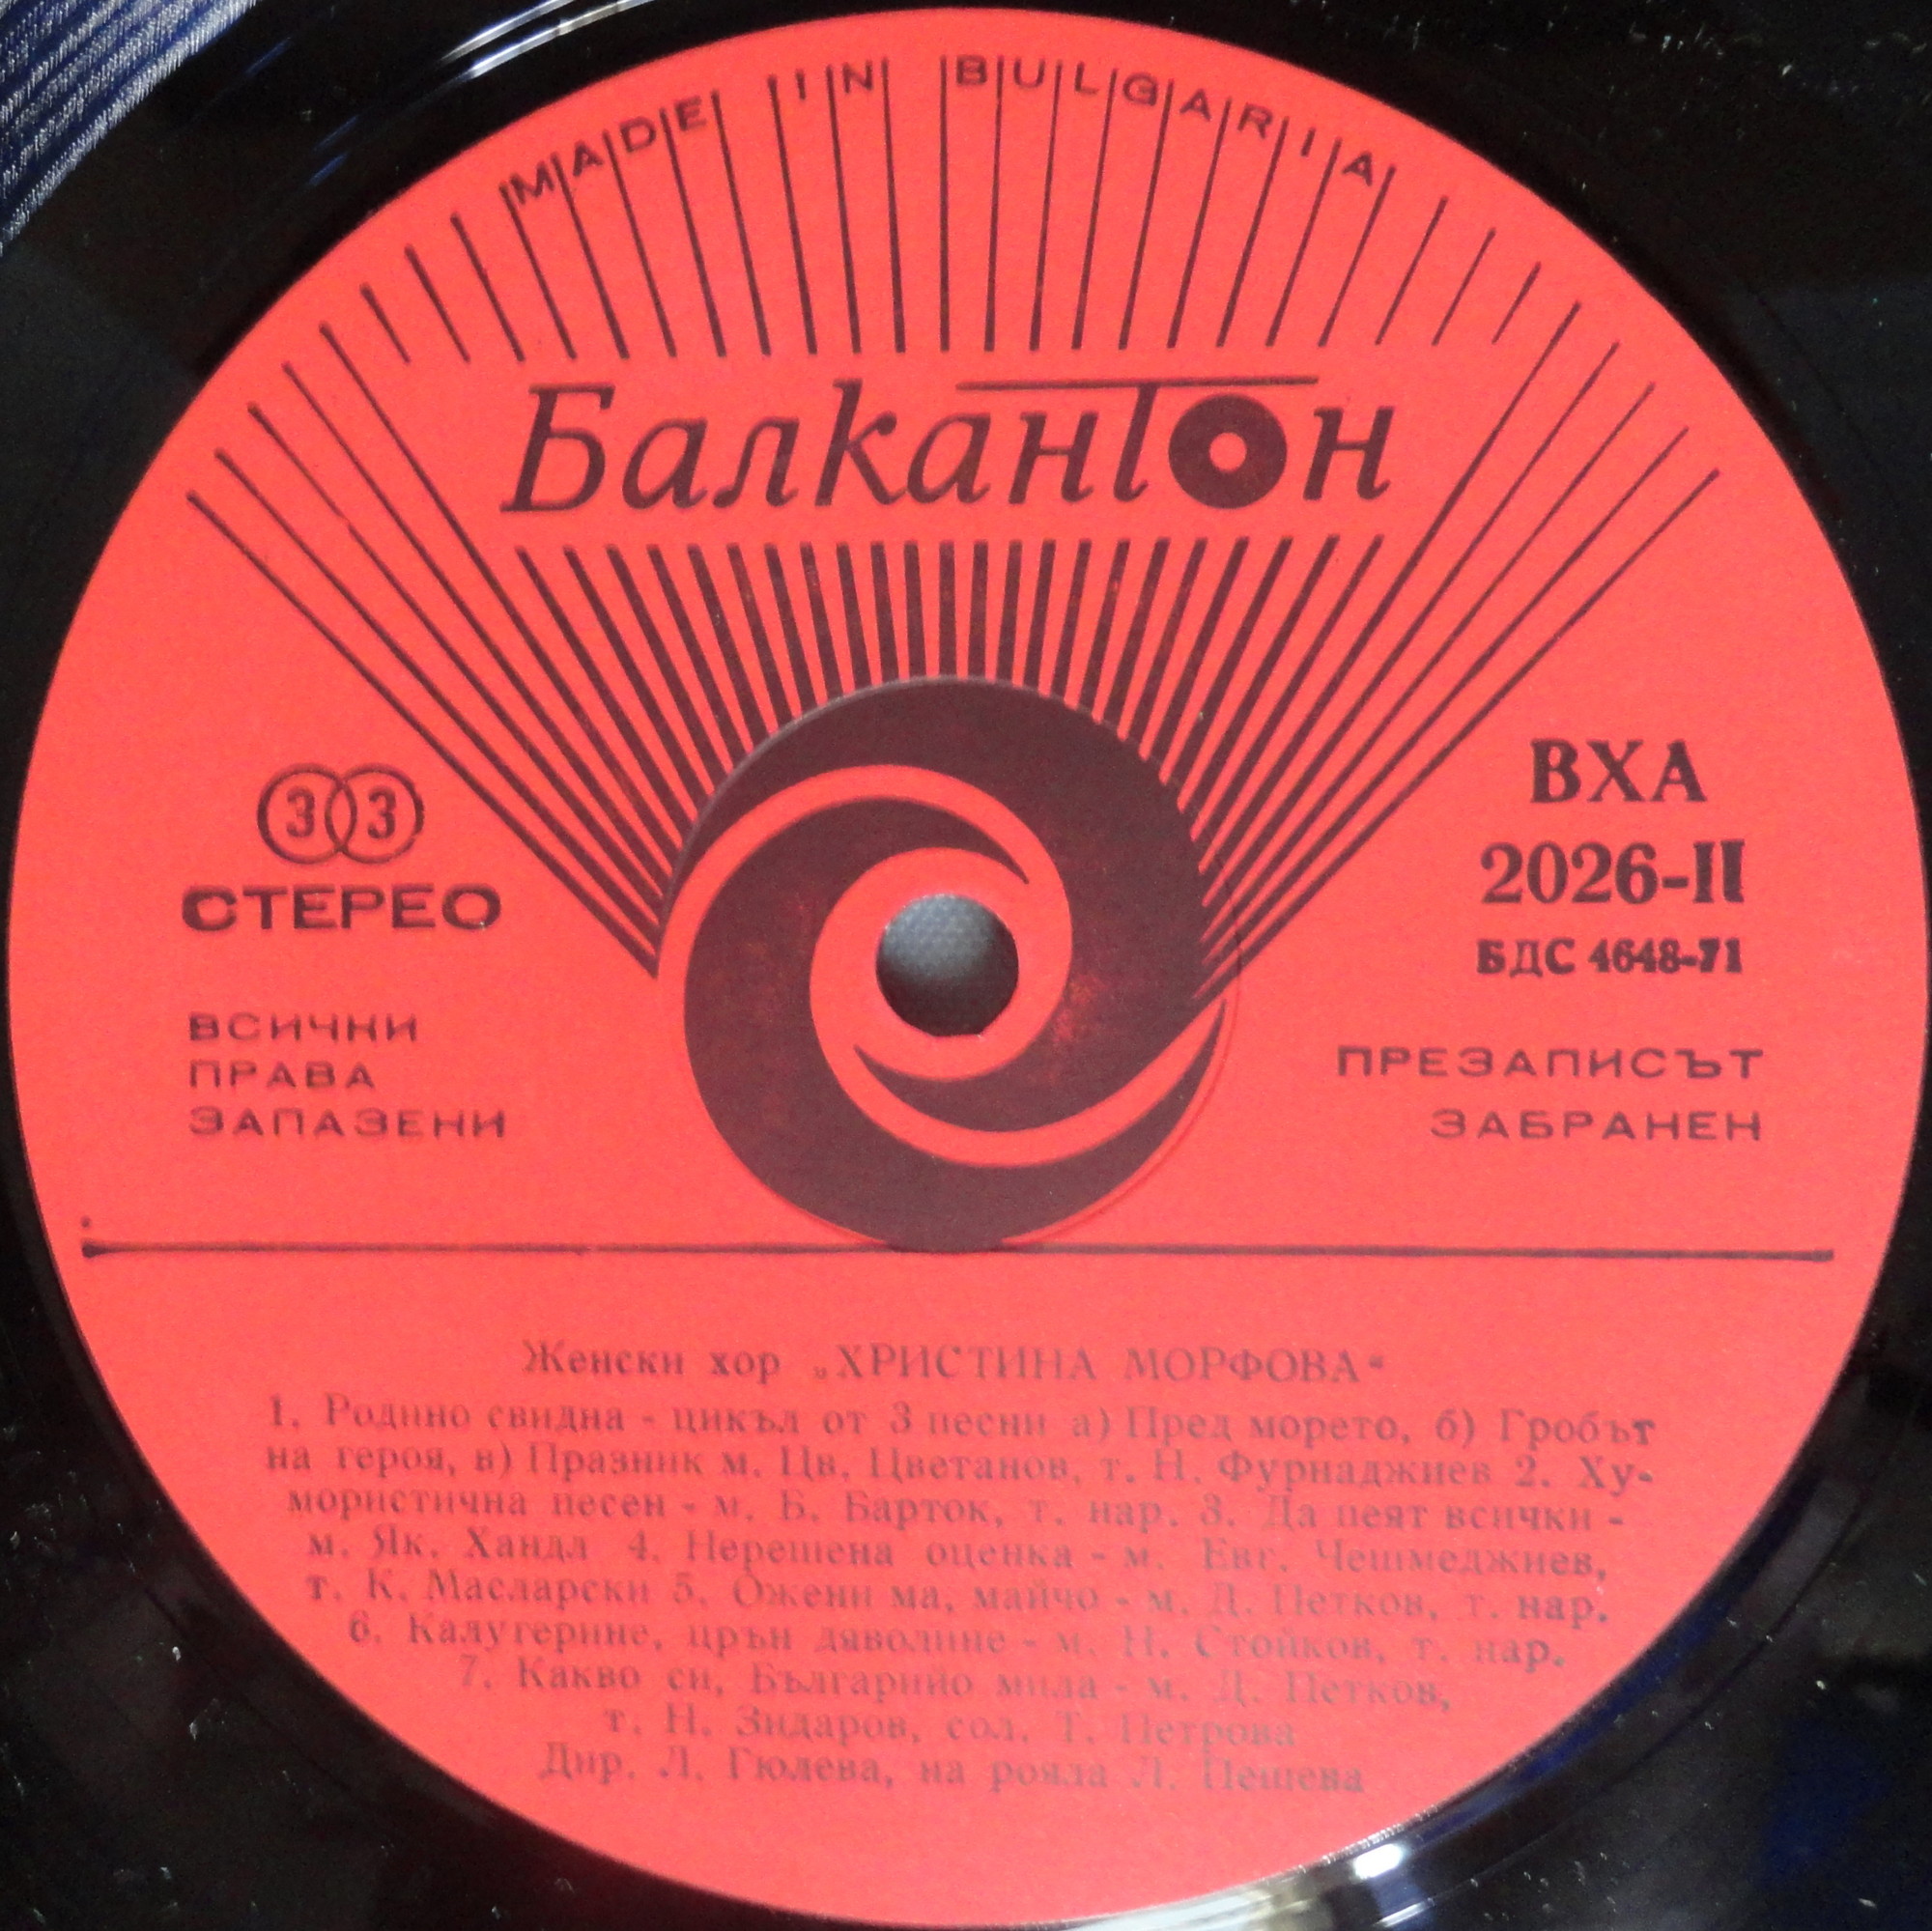 MADE IN BULGARIA
Балкантон
33
СТЕРЕО
ВСИЧКИ
ПРАВА
ЗАПАЗЕНИ
ВХА
2026-II
БДС 4648-71
ПРЕЗАПИСЪТ
ЗАБРАНЕН
Женски хор „ХРИСТИНА МОРФОВА“
1. Родино свидна - цикъл от 3 песни а) Пред морето, б) Гробът
на героя, в) Празник м. Цв. Цветанов, т. Н. Фурнаджиев 2. Ху-
мористична песен - м. Б. Барток, т. нар. 3. Да пеят всички -
м. Як. Хандл 4. Нерешена оценка - м. Евг. Чешмеджиев,
т. К. Масларски 5. Ожени ма, майчо - м. Д. Петков, т. нар.
6. Калугерине, црън дяволине - м. Н. Стойков, т. нар.
7. Какво си, Българийо мила - м. Д. Петков,
т. Н. Зидаров, сол. Т. Петрова
Дир. Л. Гюлева, на рояла Л. Пешева